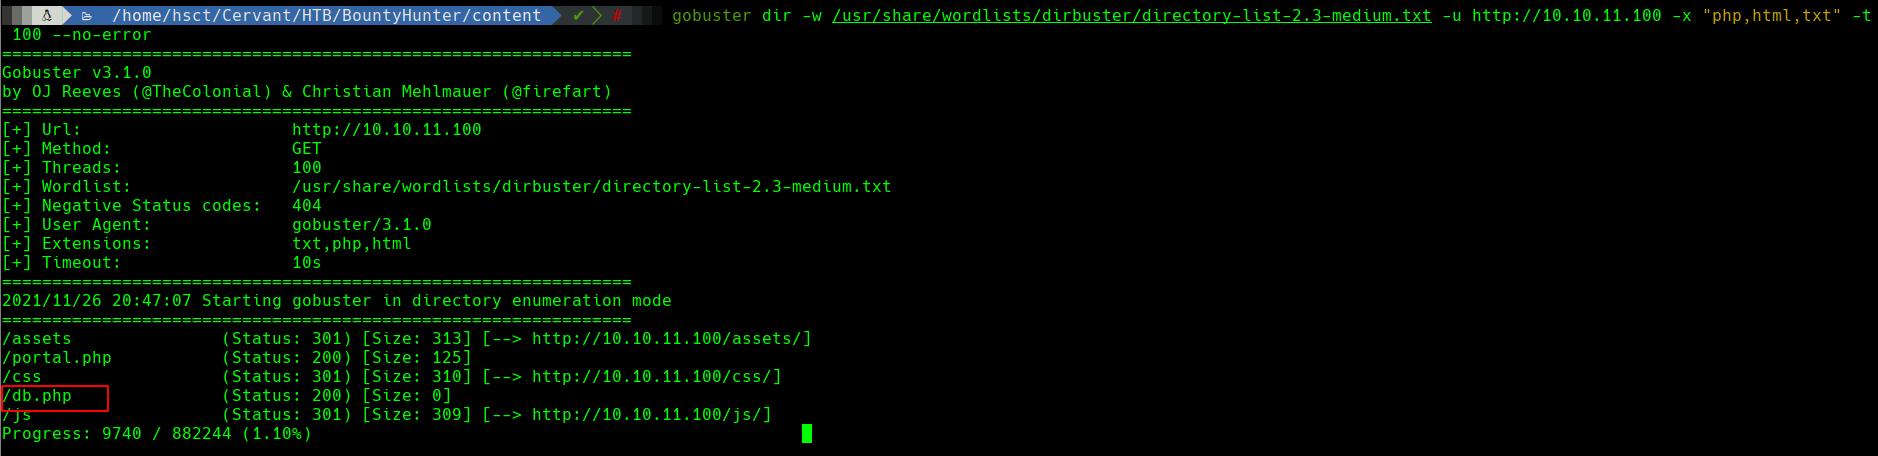 /home/hsct/Cervant/HTB/BountyHunter/content ✔ # gobuster dir -w /usr/share/wordlists/dirbuster/directory-list-2.3-medium.txt -u http://10.10.11.100 -x "php,html,txt" -t
100 --no-error
===============================================================
Gobuster v3.1.0
by OJ Reeves (@TheColonial) & Christian Mehlmauer (@firefart)
===============================================================
[+] Url:                     http://10.10.11.100
[+] Method:                  GET
[+] Threads:                 100
[+] Wordlist:                /usr/share/wordlists/dirbuster/directory-list-2.3-medium.txt
[+] Negative Status codes:   404
[+] User Agent:              gobuster/3.1.0
[+] Extensions:              txt,php,html
[+] Timeout:                 10s
===============================================================
2021/11/26 20:47:07 Starting gobuster in directory enumeration mode
===============================================================
/assets               (Status: 301) [Size: 313] [--> http://10.10.11.100/assets/]
/portal.php           (Status: 200) [Size: 125]
/css                  (Status: 301) [Size: 310] [--> http://10.10.11.100/css/]
/db.php               (Status: 200) [Size: 0]
/js                   (Status: 301) [Size: 309] [--> http://10.10.11.100/js/]
Progress: 9740 / 882244 (1.10%)